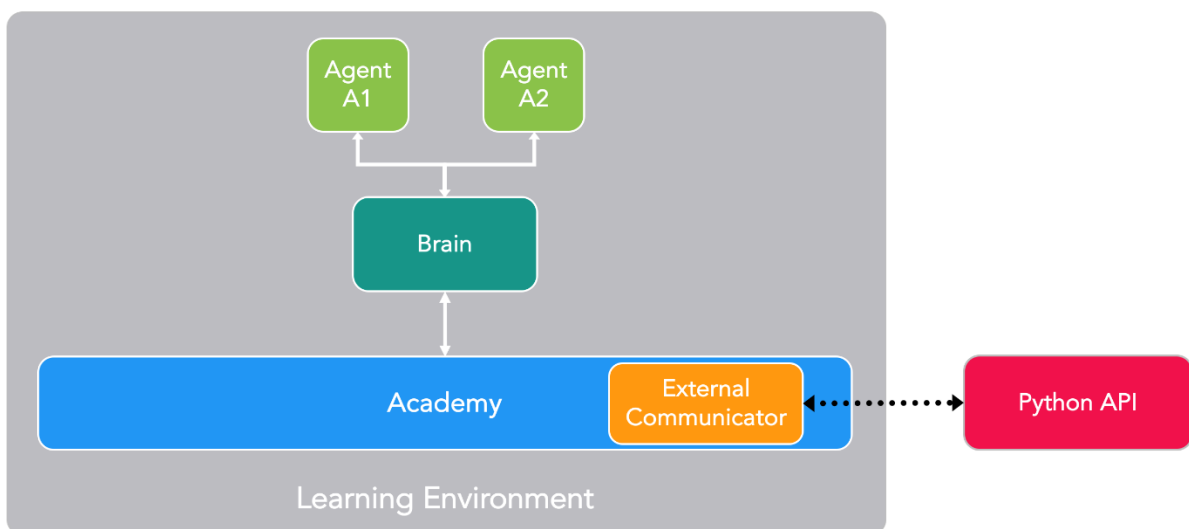 Agent
A1
Agent
A2
Brain
Academy
External
Communicator
Python API
Learning Environment